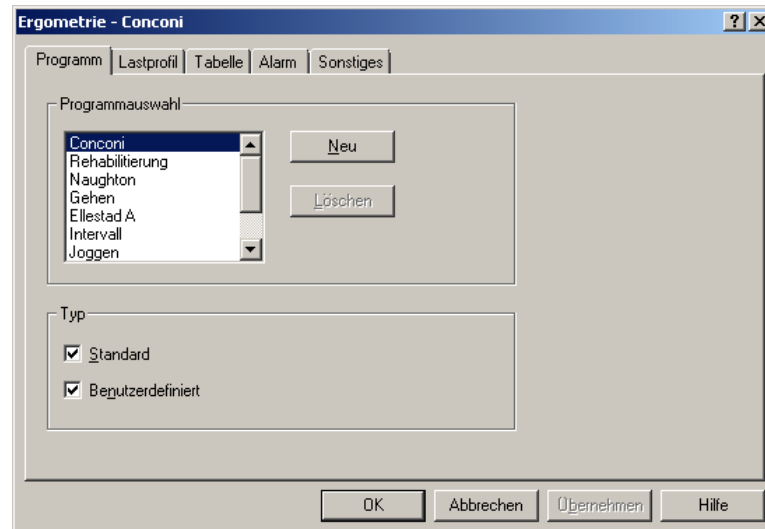 Ergometrie - Conconi
Programm Lastprofil Tabelle Alarm Sonstiges
Programmauswahl
Conconi
Rehabilitierung
Naughton
Gehen
Ellestad A
Intervall
Joggen
Neu
Löschen
Typ
Standard
Benutzerdefiniert
OK Abbrechen Übernehmen Hilfe